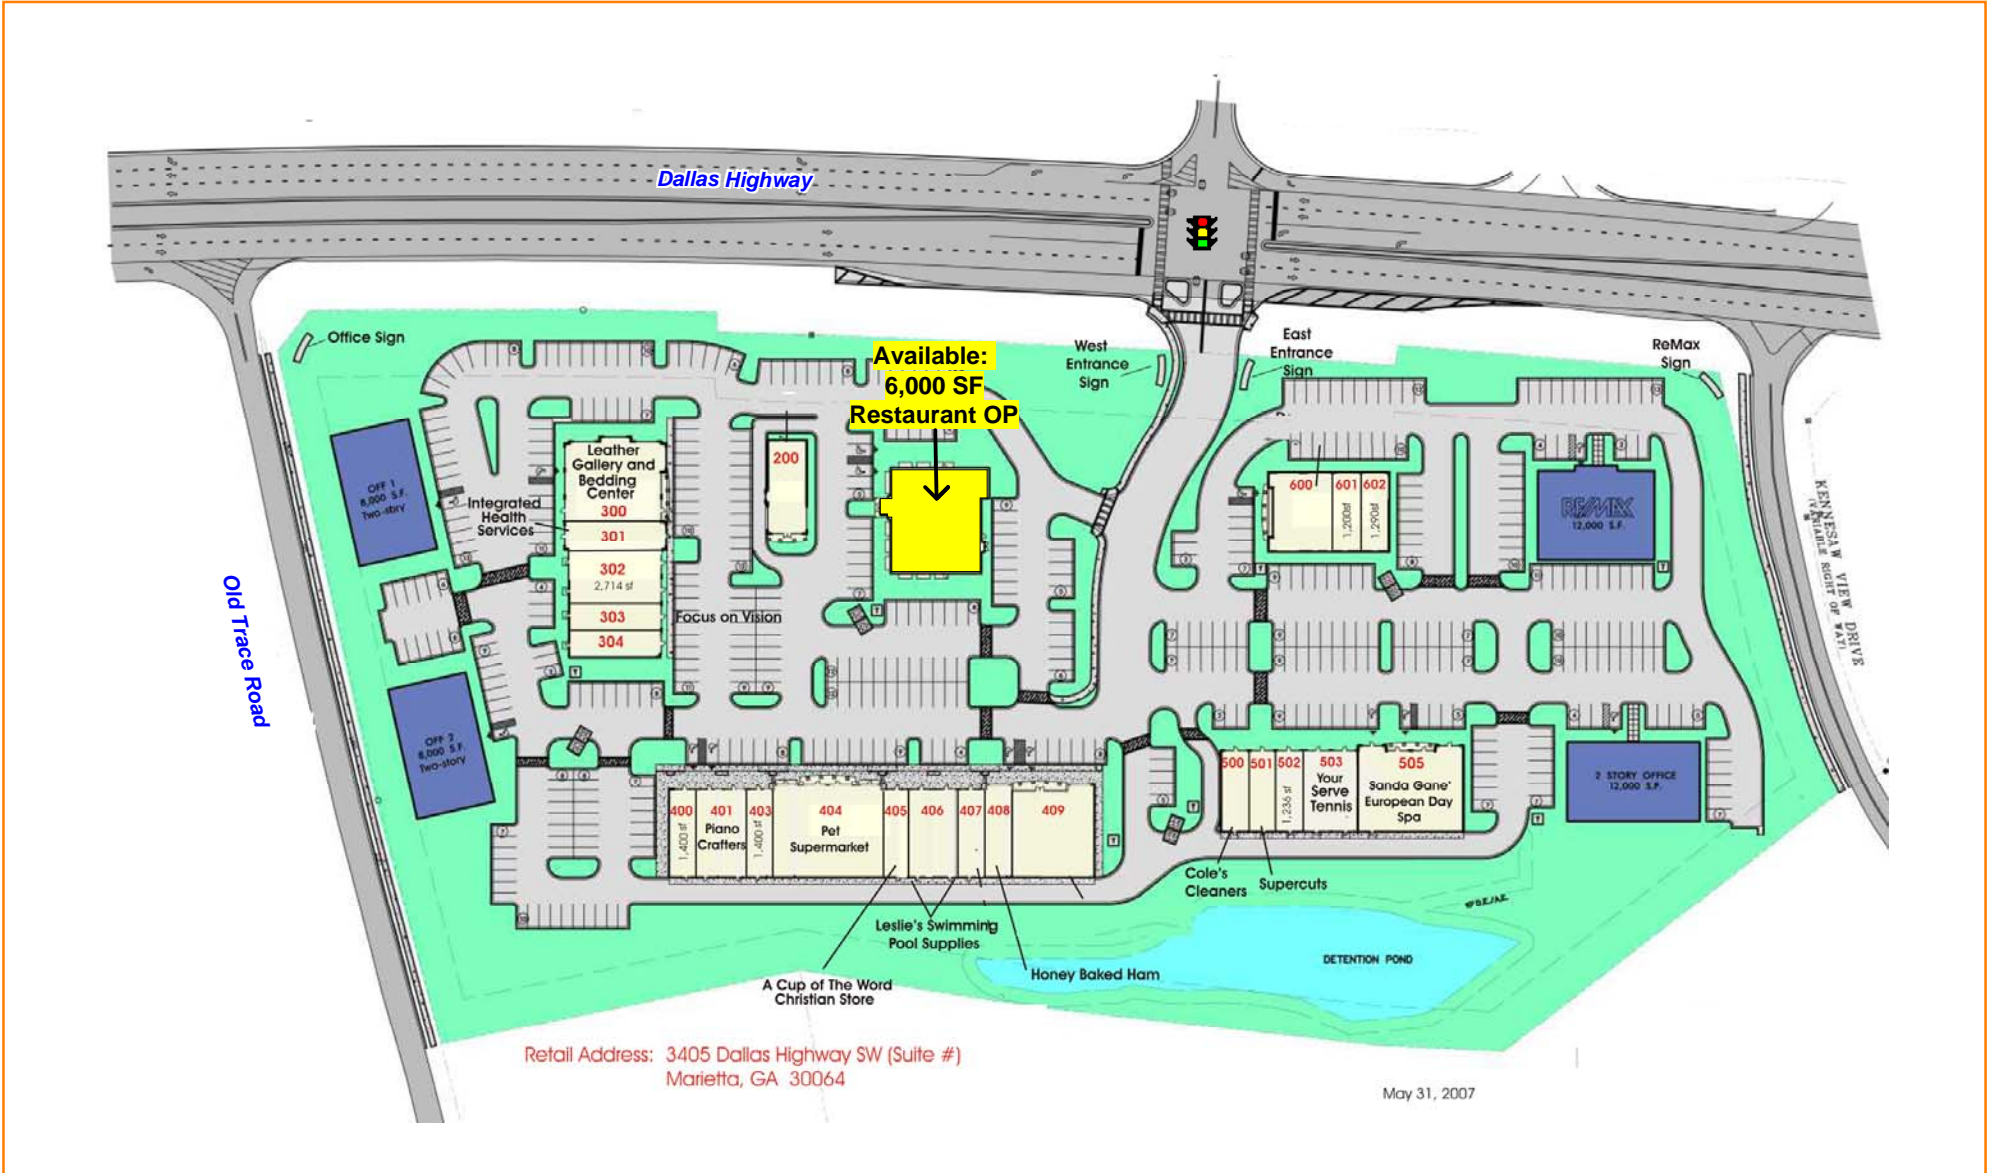 Dallas Highway
Office Sign
Available:
6,000 SF
Restaurant OP
West
Entrance
Sign
East
Entrance
Sign
ReMax
Sign
OFF 1
8,000 S.F.
Two-story
Leather
Gallery and
Bedding
Center
300
Integrated
Health
Services
301
302
2,714 sf
303
304
Focus on Vision
200
600
601
602
1,200sf
1,290sf
RE/MAX
12,000 S.F.
KENNESAW VIEW DRIVE
(VARIABLE RIGHT OF WAY)
Old Trace Road
OFF 2
8,000 S.F.
Two-story
400
1,400 sf
401
Piano
Crafters
403
1,400 sf
404
Pet
Supermarket
405
406
407
408
409
500
501
502
1,236 sf
503
Your
Serve
Tennis
505
Sanda Gane'
European Day
Spa
2 STORY OFFICE
12,000 S.F.
Cole's
Cleaners
Supercuts
Leslie's Swimming
Pool Supplies
A Cup of The Word
Christian Store
Honey Baked Ham
DETENTION POND
Retail Address: 3405 Dallas Highway SW (Suite #)
Marietta, GA 30064
May 31, 2007